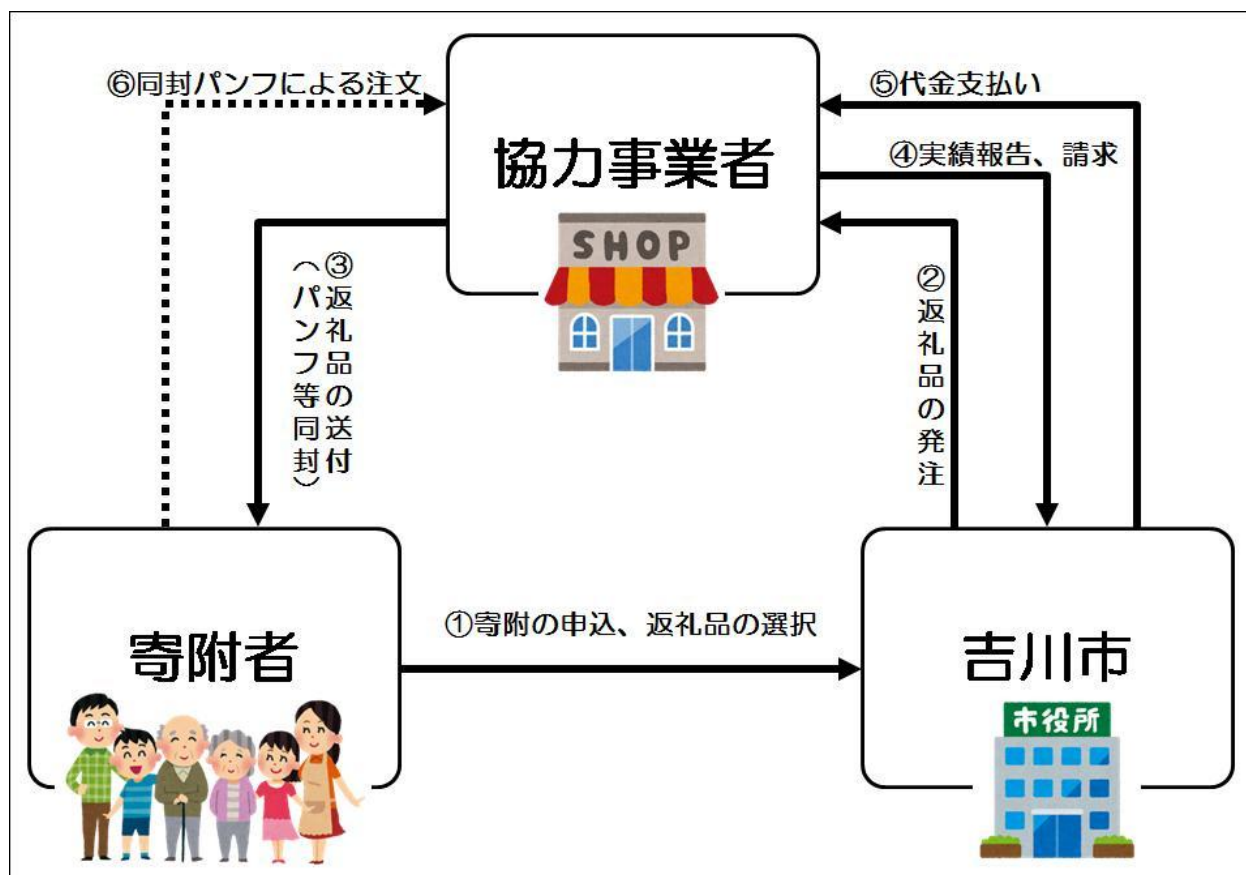 ⑥同封パンフによる注文
⑤代金支払い
協力事業者
④実績報告、請求
SHOP
③返礼品の送付
（パンフ等同封）
②返礼品の発注
①寄附の申込、返礼品の選択
寄附者
吉川市
市役所